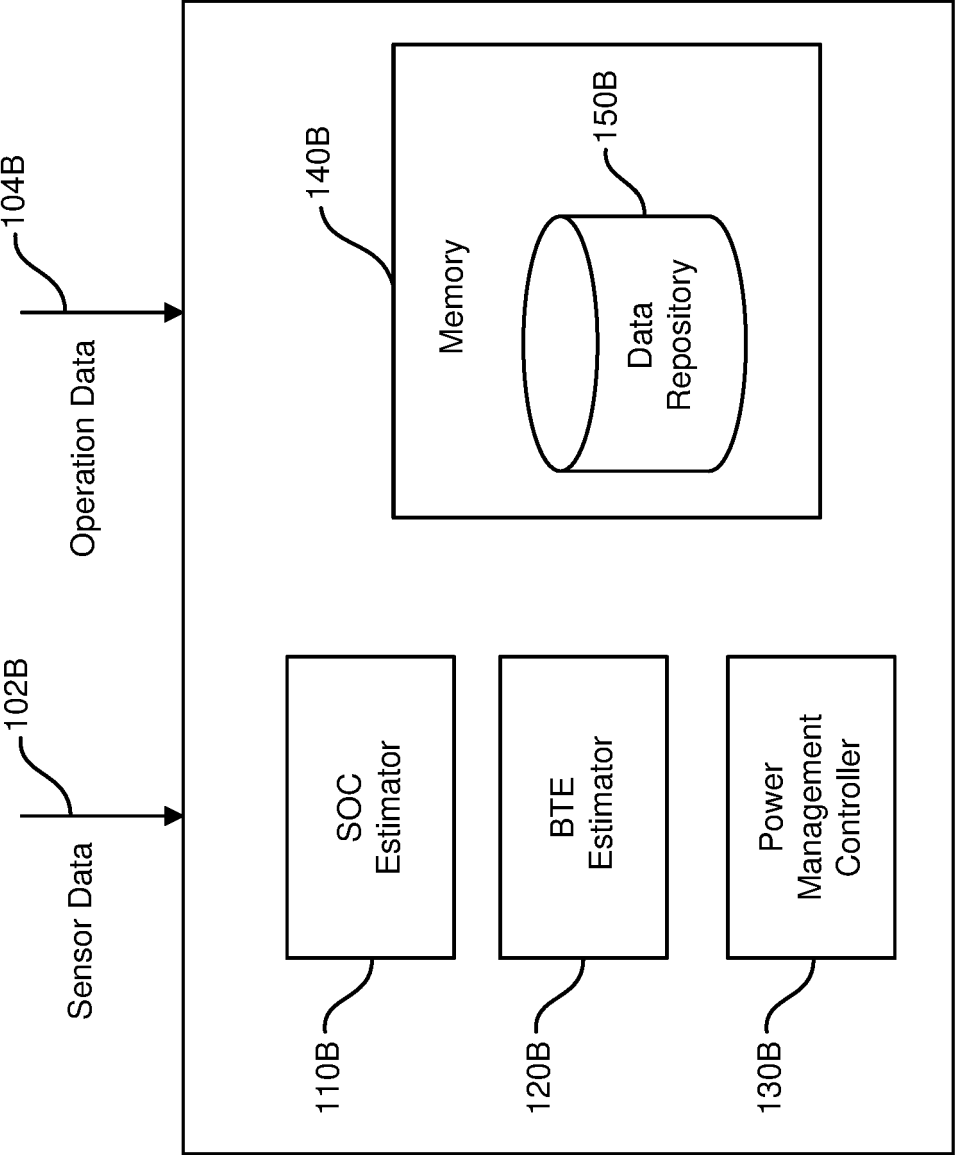 102B
104B
Sensor Data
Operation Data
110B
SOC
Estimator
120B
BTE
Estimator
130B
Power
Management
Controller
140B
Memory
150B
Data
Repository